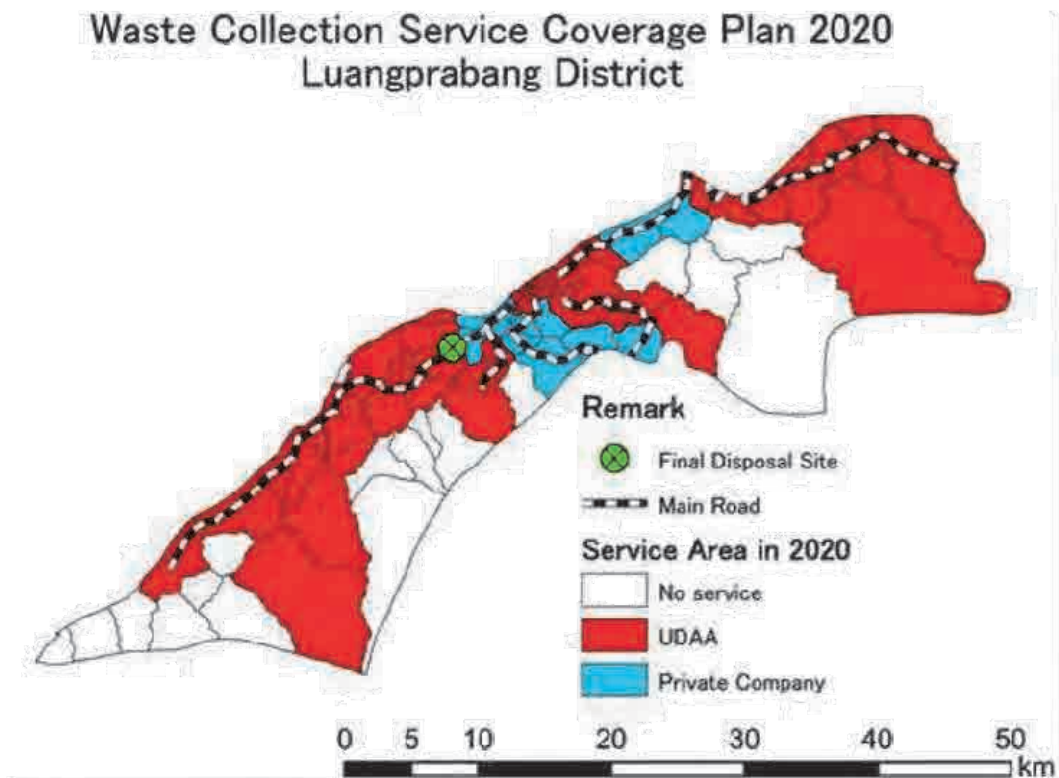 Waste Collection Service Coverage Plan 2020
Luangprabang District
Remark
Final Disposal Site
Main Road
Service Area in 2020
No service
UDAA
Private Company
0 5 10 20 30 40 50
km